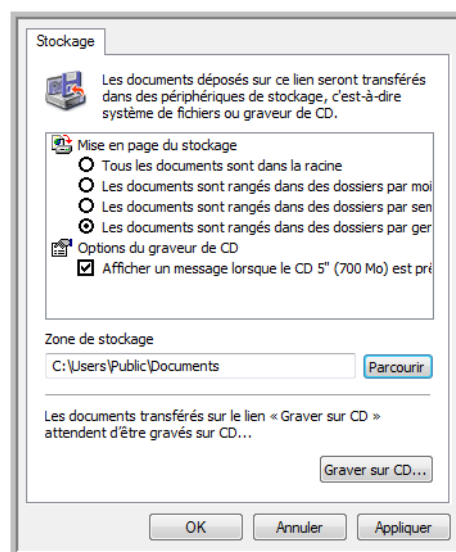 Stockage
Les documents déposés sur ce lien seront transférés
dans des périphériques de stockage, c'est-à-dire
système de fichiers ou graveur de CD.
Mise en page du stockage
Tous les documents sont dans la racine
Les documents sont rangés dans des dossiers par moi
Les documents sont rangés dans des dossiers par sem
Les documents sont rangés dans des dossiers par ger
Options du graveur de CD
Afficher un message lorsque le CD 5" (700 Mo) est pré
Zone de stockage
C:\Users\Public\Documents
Parcourir
Les documents transférés sur le lien « Graver sur CD »
attendent d'être gravés sur CD...
Graver sur CD...
OK
Annuler
Appliquer